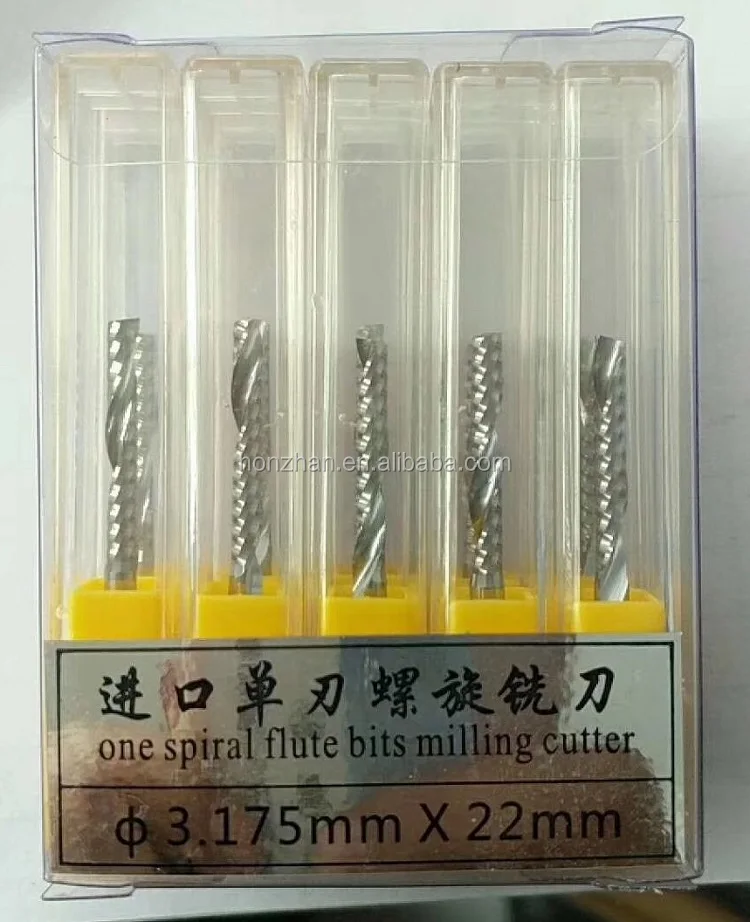 honzhan.en.alibaba.com
进口单刃螺旋铣刀
one spiral flute bits milling cutter
ф 3.175mm X 22mm